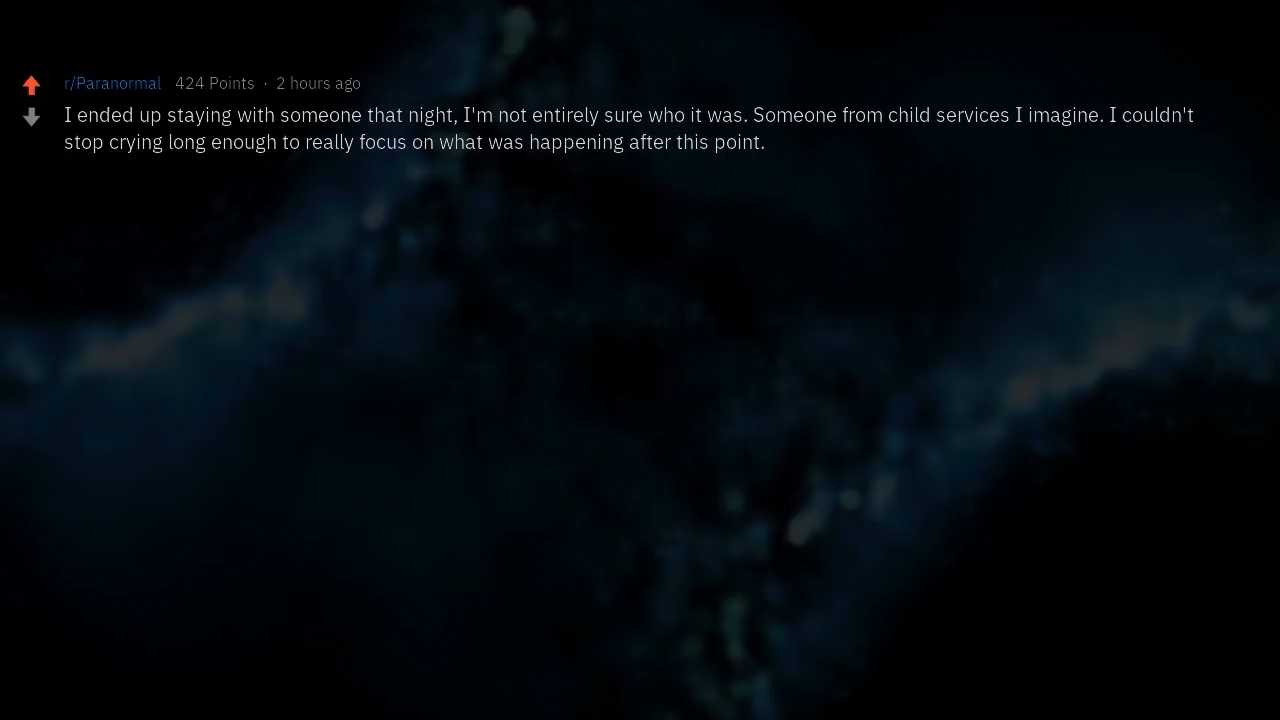 r/Paranormal 424 Points · 2 hours ago
I ended up staying with someone that night, I'm not entirely sure who it was. Someone from child services I imagine. I couldn't
stop crying long enough to really focus on what was happening after this point.